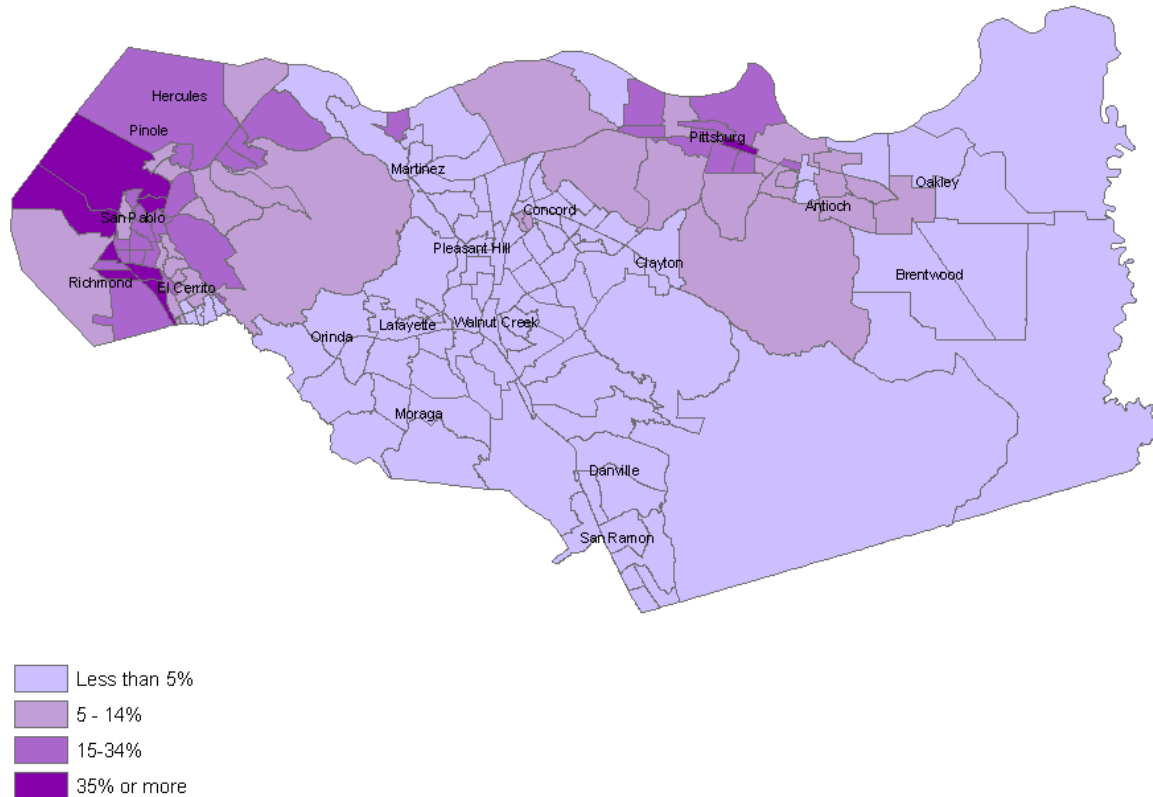 Hercules
Pinole
Pittsburg
Martinez
Oakley
Antioch
San Pablo
Concord
Pleasant Hill
Clayton
Brentwood
Richmond
El Cerrito
Orinda
Lafayette
Walnut Creek
Moraga
Danville
San Ramon
Less than 5%
5 - 14%
15-34%
35% or more